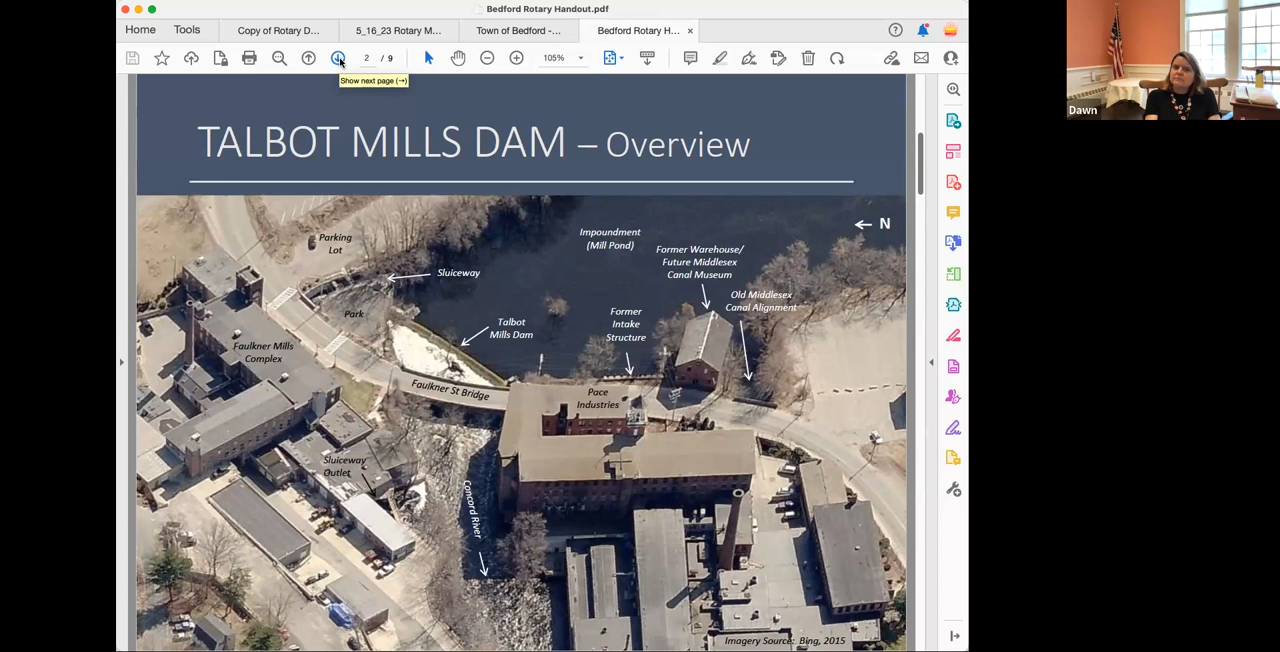 Bedford Rotary Handout.pdf
Home
Tools
Copy of Rotary D...
5_16_23 Rotary M...
Town of Bedford -...
Bedford Rotary H...
×
2 / 9
105%
Show next page (→)
TALBOT MILLS DAM – Overview
N
Parking
Lot
Sluiceway
Impoundment
(Mill Pond)
Former Warehouse/
Future Middlesex
Canal Museum
Old Middlesex
Canal Alignment
Park
Talbot
Mills Dam
Former
Intake
Structure
Faulkner Mills
Complex
Faulkner St Bridge
Pace
Industries
Sluiceway
Outlet
Concord River
Imagery Source: Bing, 2015
Dawn